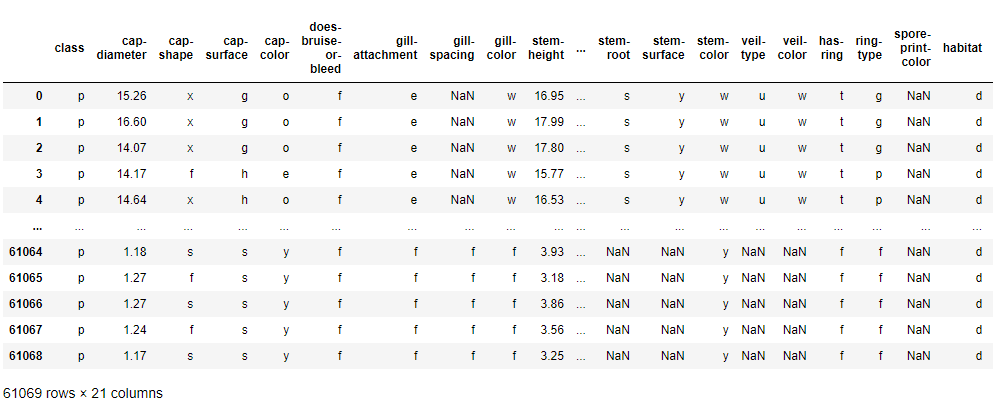 class cap-diameter cap-shape cap-surface cap-color does-bruise-or-bleed gill-attachment gill-spacing gill-color stem-height ... stem-root stem-surface stem-color veil-type veil-color has-ring ring-type spore-print-color habitat
0 p 15.26 x g o f e NaN w 16.95 ... s y w u w t g NaN d
1 p 16.60 x g o f e NaN w 17.99 ... s y w u w t g NaN d
2 p 14.07 x g o f e NaN w 17.80 ... s y w u w t g NaN d
3 p 14.17 f h e f e NaN w 15.77 ... s y w u w t p NaN d
4 p 14.64 x h o f e NaN w 16.53 ... s y w u w t p NaN d
... ... ... ... ... ... ... ... ... ... ... ... ... ... ... ... ... ... ... ... ... ...
61064 p 1.18 s s y f f f f 3.93 ... NaN NaN y NaN NaN f f NaN d
61065 p 1.27 f s y f f f f 3.18 ... NaN NaN y NaN NaN f f NaN d
61066 p 1.27 s s y f f f f 3.86 ... NaN NaN y NaN NaN f f NaN d
61067 p 1.24 f s y f f f f 3.56 ... NaN NaN y NaN NaN f f NaN d
61068 p 1.17 s s y f f f f 3.25 ... NaN NaN y NaN NaN f f NaN d
61069 rows × 21 columns